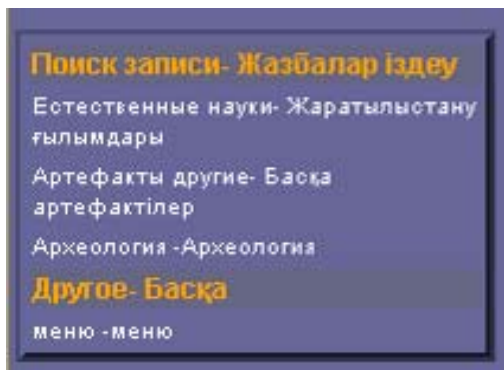 Поиск записи- Жазбалар іздеу
Естественные науки- Жаратылыстану
ғылымдары
Артефакты другие- Басқа
артефактілер
Археология -Археология
Другое- Басқа
меню -меню